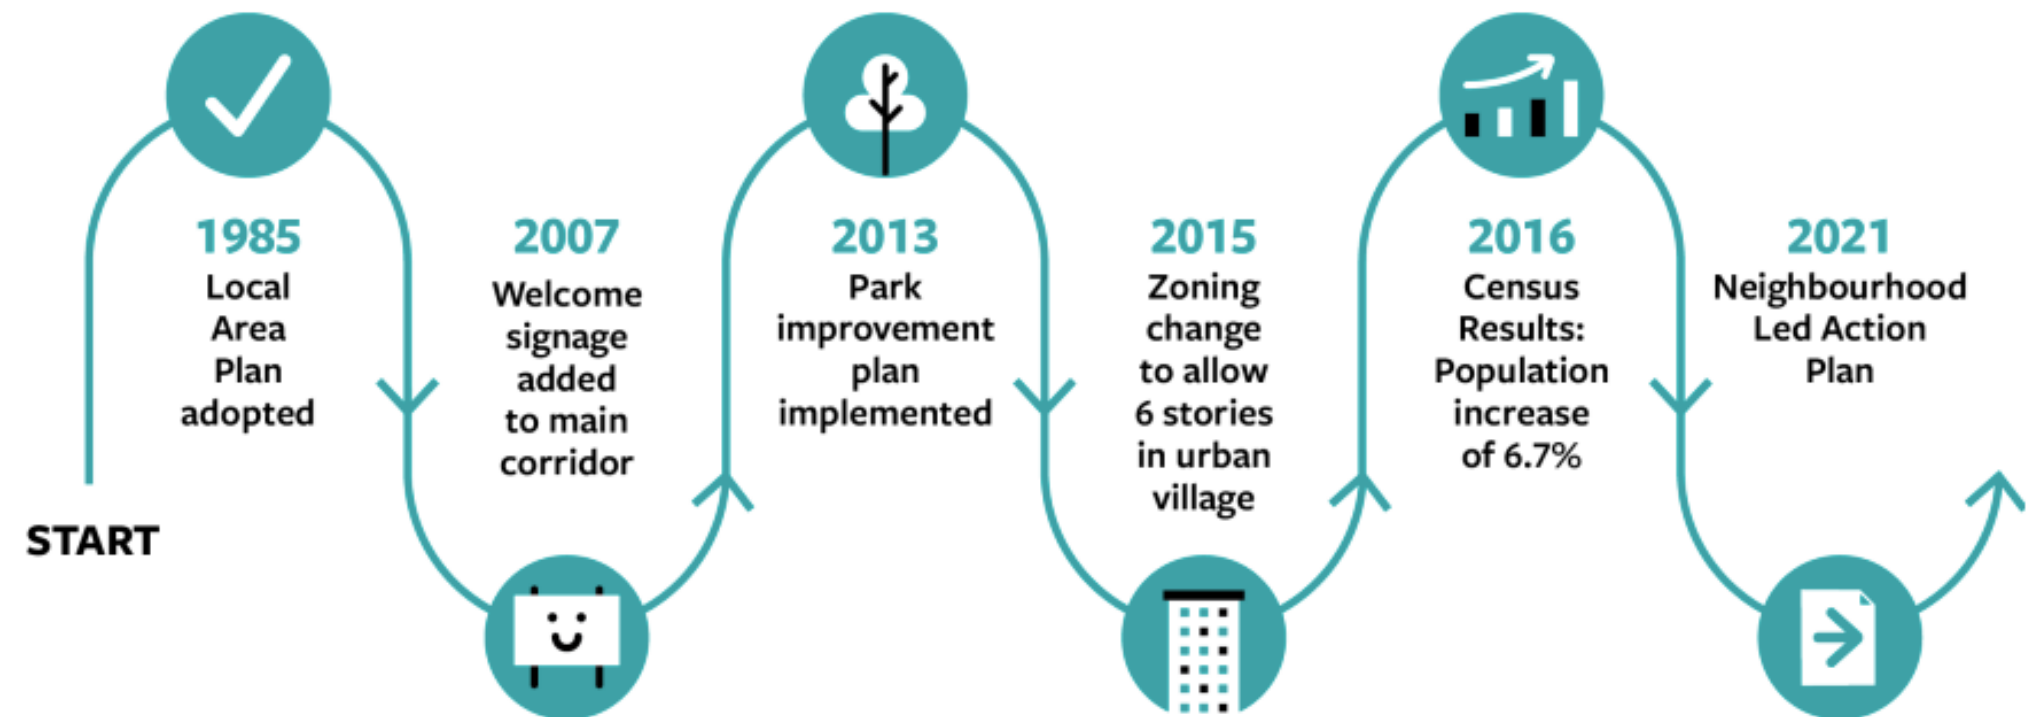 1985
Local
Area
Plan
adopted
2007
Welcome
signage
added
to main
corridor
2013
Park
improvement
plan
implemented
2015
Zoning
change
to allow
6 stories
in urban
village
2016
Census
Results:
Population
increase
of 6.7%
2021
Neighbourhood
Led Action
Plan
START